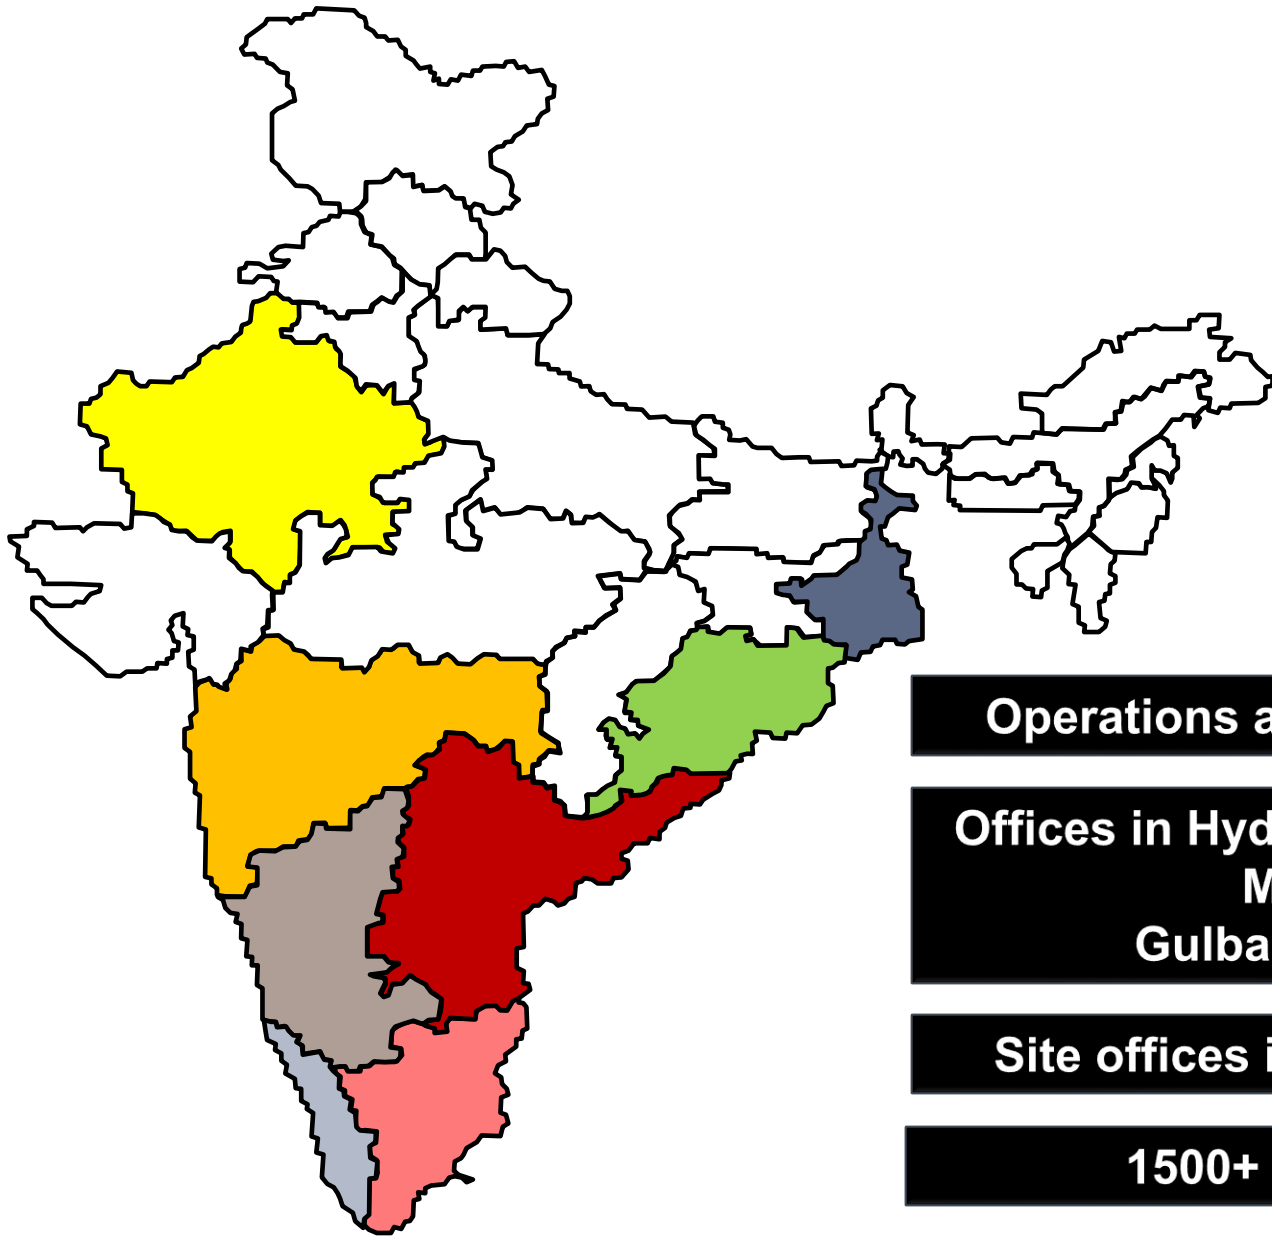 Operations a
Offices in Hyd
M
Gulba
Site offices i
1500+